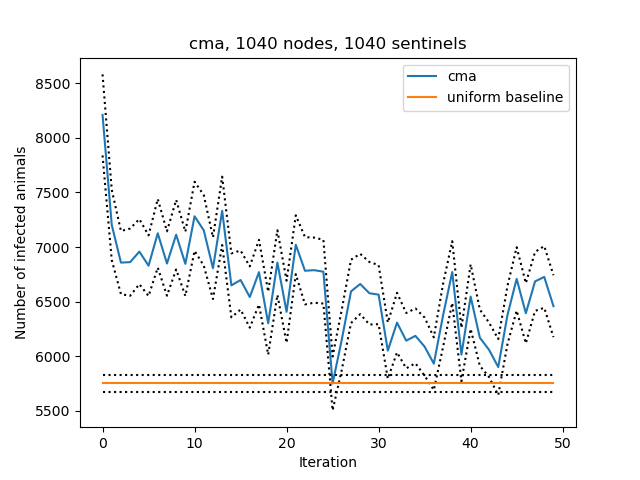 cma, 1040 nodes, 1040 sentinels
cma
uniform baseline
Number of infected animals
8500
8000
7500
7000
6500
6000
5500
0 10 20 30 40 50
Iteration